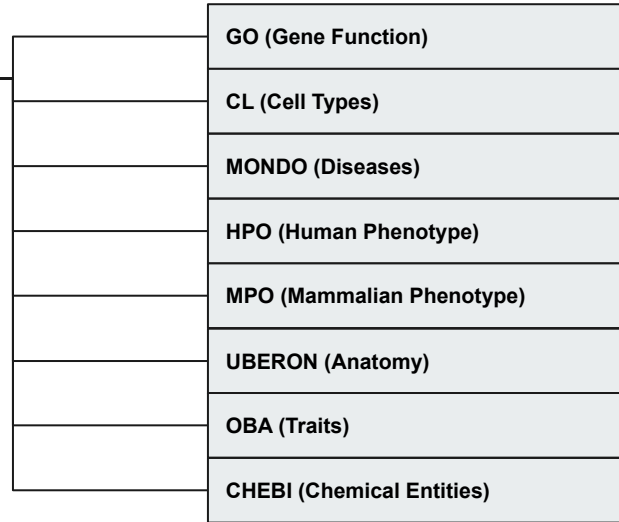 GO (Gene Function)
CL (Cell Types)
MONDO (Diseases)
HPO (Human Phenotype)
MPO (Mammalian Phenotype)
UBERON (Anatomy)
OBA (Traits)
CHEBI (Chemical Entities)